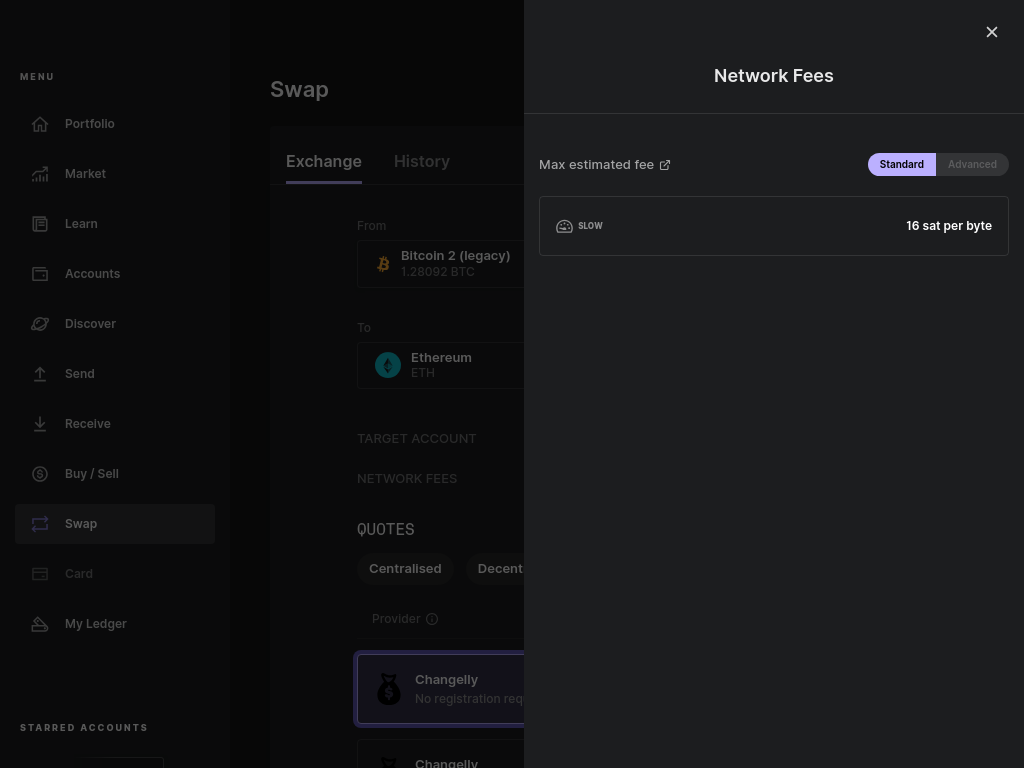 MENU
Portfolio
Market
Learn
Accounts
Discover
Send
Receive
Buy / Sell
Swap
Card
My Ledger
STARRED ACCOUNTS
Swap
Exchange
History
From
Bitcoin 2 (legacy)
1.28092 BTC
To
Ethereum
ETH
TARGET ACCOUNT
NETWORK FEES
QUOTES
Centralised
Decent
Provider
Changelly
No registration req
Changelly
Network Fees
Max estimated fee
Standard
Advanced
SLOW
16 sat per byte